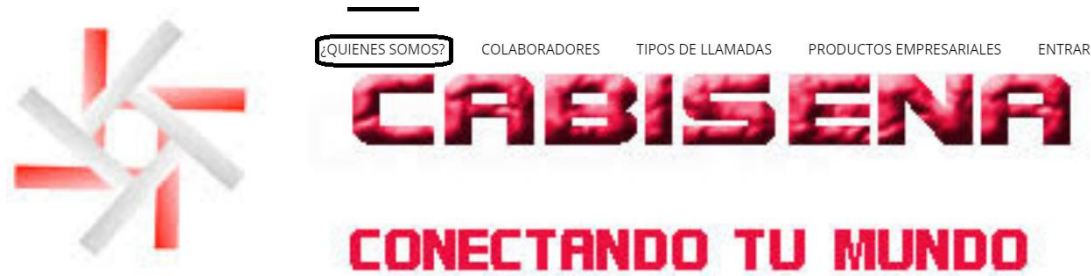 ¿QUIENES SOMOS? COLABORADORES TIPOS DE LLAMADAS PRODUCTOS EMPRESARIALES ENTRAR
CABISENA
CONECTANDO TU MUNDO